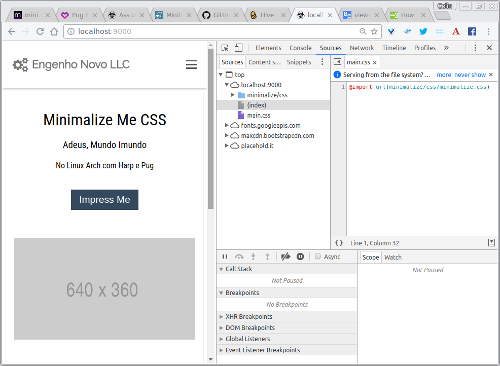 mini
Pug
Ass
Mini
GitH
Hive
locall
view-
How
localhost:9000
Engenho Novo LLC
Minimalize Me CSS
Adeus, Mundo Imundo
No Linux Arch com Harp e Pug
Impress Me
640 x 360
Elements Console Sources Network Timeline Profiles
Sources Content s... Snippets
main.css
top
localhost:9000
minimalize/css
(index)
main.css
fonts.googleapis.com
maxcdn.bootstrapcdn.com
placehold.it
Serving from the file system? ... more never show
1 @import url(minimalize/css/minimalize.css)
{} Line 1, Column 32
Async
Call Stack
Not Paused
Breakpoints
No Breakpoints
XHR Breakpoints
DOM Breakpoints
Global Listeners
Event Listener Breakpoints
Scope Watch
Not Paused